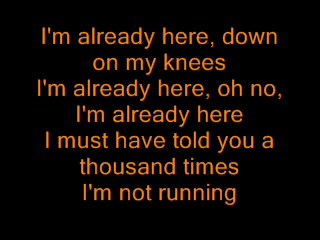 I'm already here, down
on my knees
I'm already here, oh no,
I'm already here
I must have told you a
thousand times
I'm not running